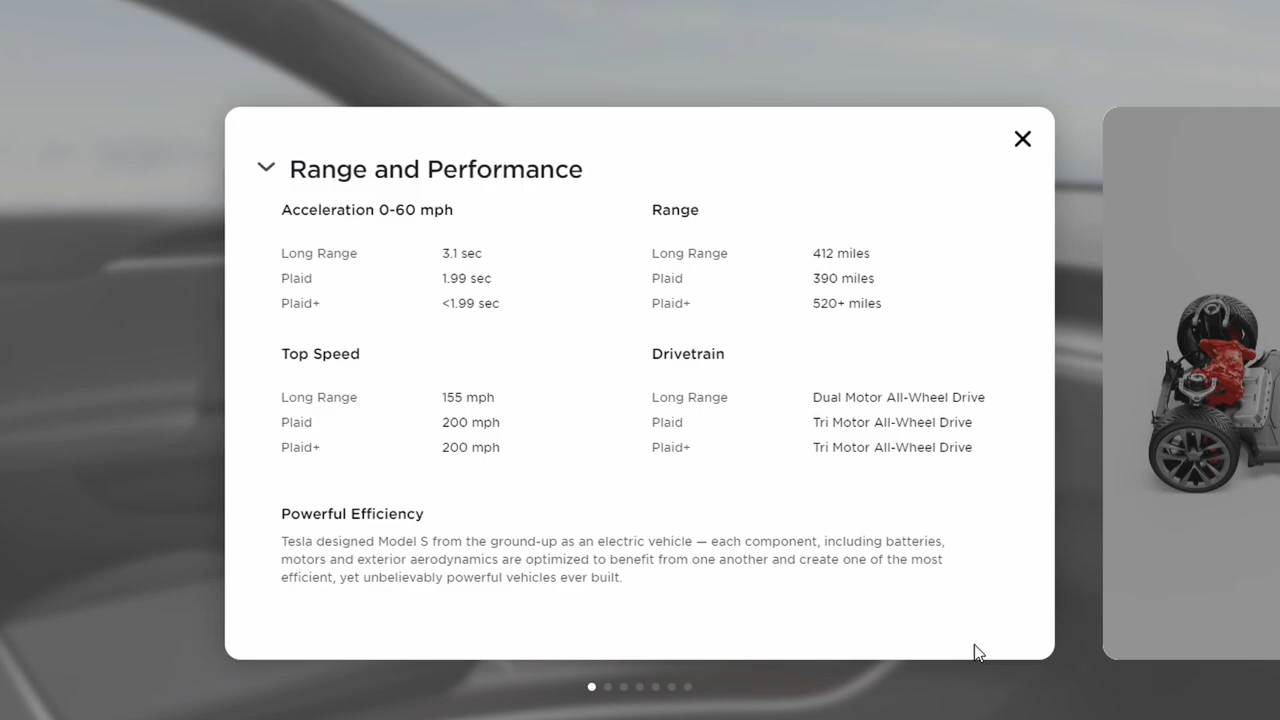 Range and Performance
Acceleration 0-60 mph
Long Range 3.1 sec
Plaid 1.99 sec
Plaid+ <1.99 sec
Range
Long Range 412 miles
Plaid 390 miles
Plaid+ 520+ miles
Top Speed
Long Range 155 mph
Plaid 200 mph
Plaid+ 200 mph
Drivetrain
Long Range Dual Motor All-Wheel Drive
Plaid Tri Motor All-Wheel Drive
Plaid+ Tri Motor All-Wheel Drive
Powerful Efficiency
Tesla designed Model S from the ground-up as an electric vehicle — each component, including batteries,
motors and exterior aerodynamics are optimized to benefit from one another and create one of the most
efficient, yet unbelievably powerful vehicles ever built.